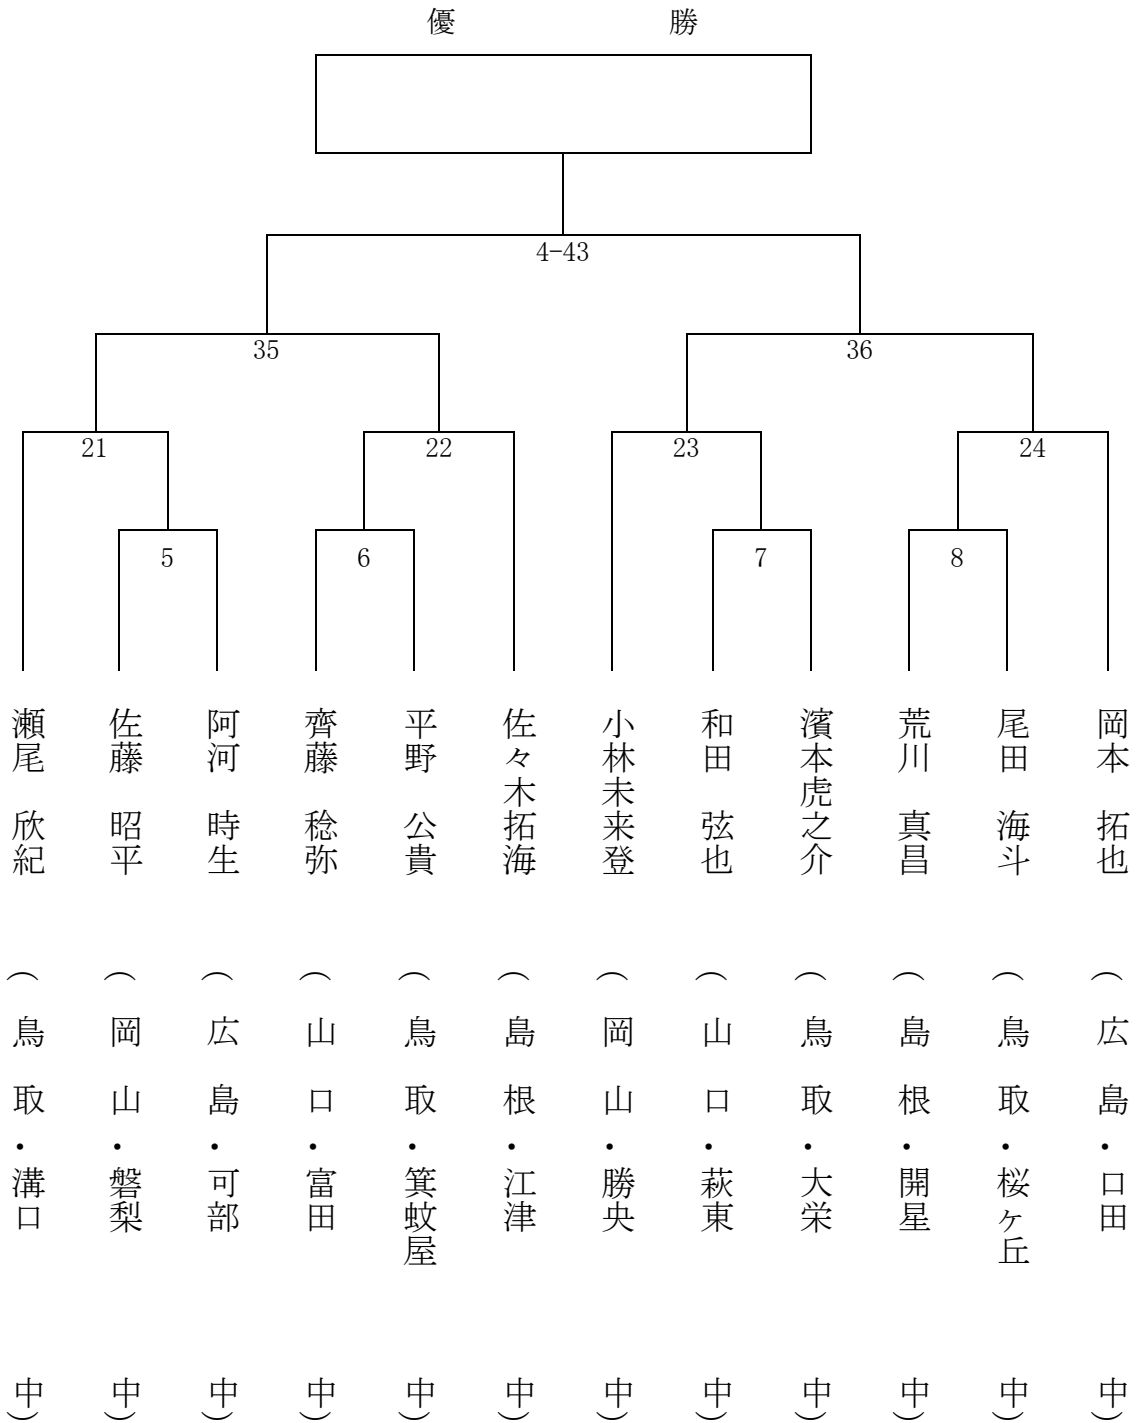 優 勝
4-43
35
36
21
22
23
24
5
6
7
8
瀬尾 欣紀 (鳥取・溝口 中)
佐藤 昭平 (岡山・磐梨 中)
阿河 時生 (広島・可部 中)
齊藤 稔弥 (山口・富田 中)
平野 公貴 (鳥取・箕蚊屋 中)
佐々木拓海 (島根・江津 中)
小林未来登 (岡山・勝央 中)
和田 弦也 (山口・萩東 中)
濱本虎之介 (鳥取・大栄 中)
荒川 真昌 (島根・開星 中)
尾田 海斗 (鳥取・桜ヶ丘 中)
岡本 拓也 (広島・口田 中)